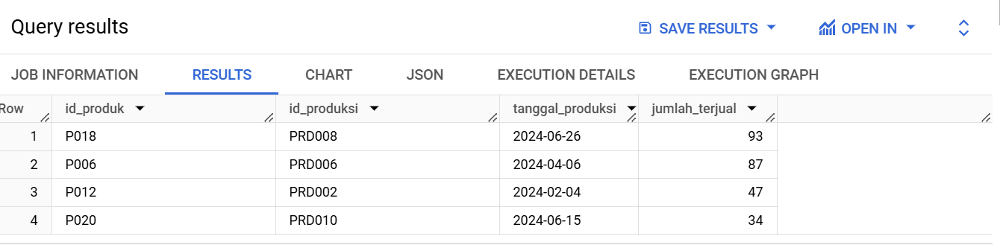 Query results SAVE RESULTS OPEN IN
JOB INFORMATION RESULTS CHART JSON EXECUTION DETAILS EXECUTION GRAPH
Row id_produk id_produksi tanggal_produksi jumlah_terjual
1 P018 PRD008 2024-06-26 93
2 P006 PRD006 2024-04-06 87
3 P012 PRD002 2024-02-04 47
4 P020 PRD010 2024-06-15 34